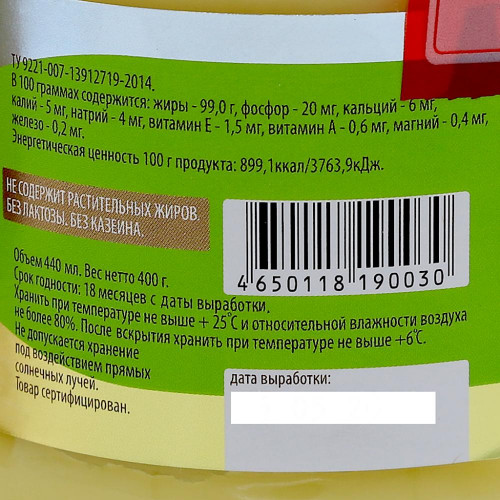 ТУ 9221-007-13912719-2014.
В 100 граммах содержится: жиры - 99,0 г, фосфор - 20 мг, кальций - 6 мг,
калий - 5 мг, натрий - 4 мг, витамин Е - 1,5 мг, витамин А - 0,6 мг, магний - 0,4 мг,
железо - 0,2 мг.
Энергетическая ценность 100 г продукта: 899,1ккал/3763,9кДж.
НЕ СОДЕРЖИТ РАСТИТЕЛЬНЫХ ЖИРОВ.
БЕЗ ЛАКТОЗЫ. БЕЗ КАЗЕИНА.
4 650118 190030
Объем 440 мл. Вес нетто 400 г.
Срок годности: 18 месяцев с даты выработки.
Хранить при температуре не выше + 25°С и относительной влажности воздуха
не более 80%. После вскрытия хранить при температуре не выше +6°С.
Не допускается хранение
под воздействием прямых
солнечных лучей.
Товар сертифицирован.
дата выработки: